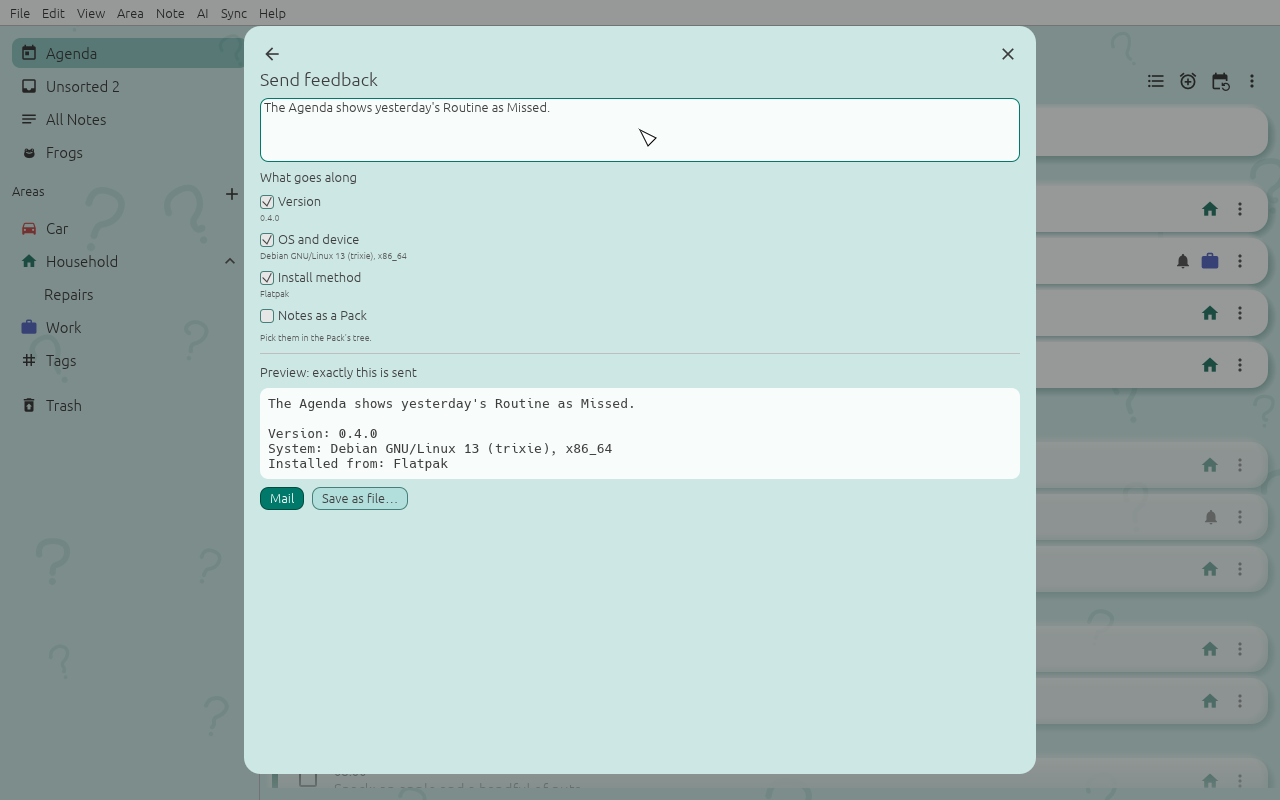 File Edit View Area Note AI Sync Help
Agenda
Unsorted 2
All Notes
Frogs
Areas
Car
Household
Repairs
Work
Tags
Trash
Send feedback
The Agenda shows yesterday's Routine as Missed.
What goes along
Version
0.4.0
OS and device
Debian GNU/Linux 13 (trixie), x86_64
Install method
Flatpak
Notes as a Pack
Pick them in the Pack's tree.
Preview: exactly this is sent
The Agenda shows yesterday's Routine as Missed.
Version: 0.4.0
System: Debian GNU/Linux 13 (trixie), x86_64
Installed from: Flatpak
Mail
Save as file…